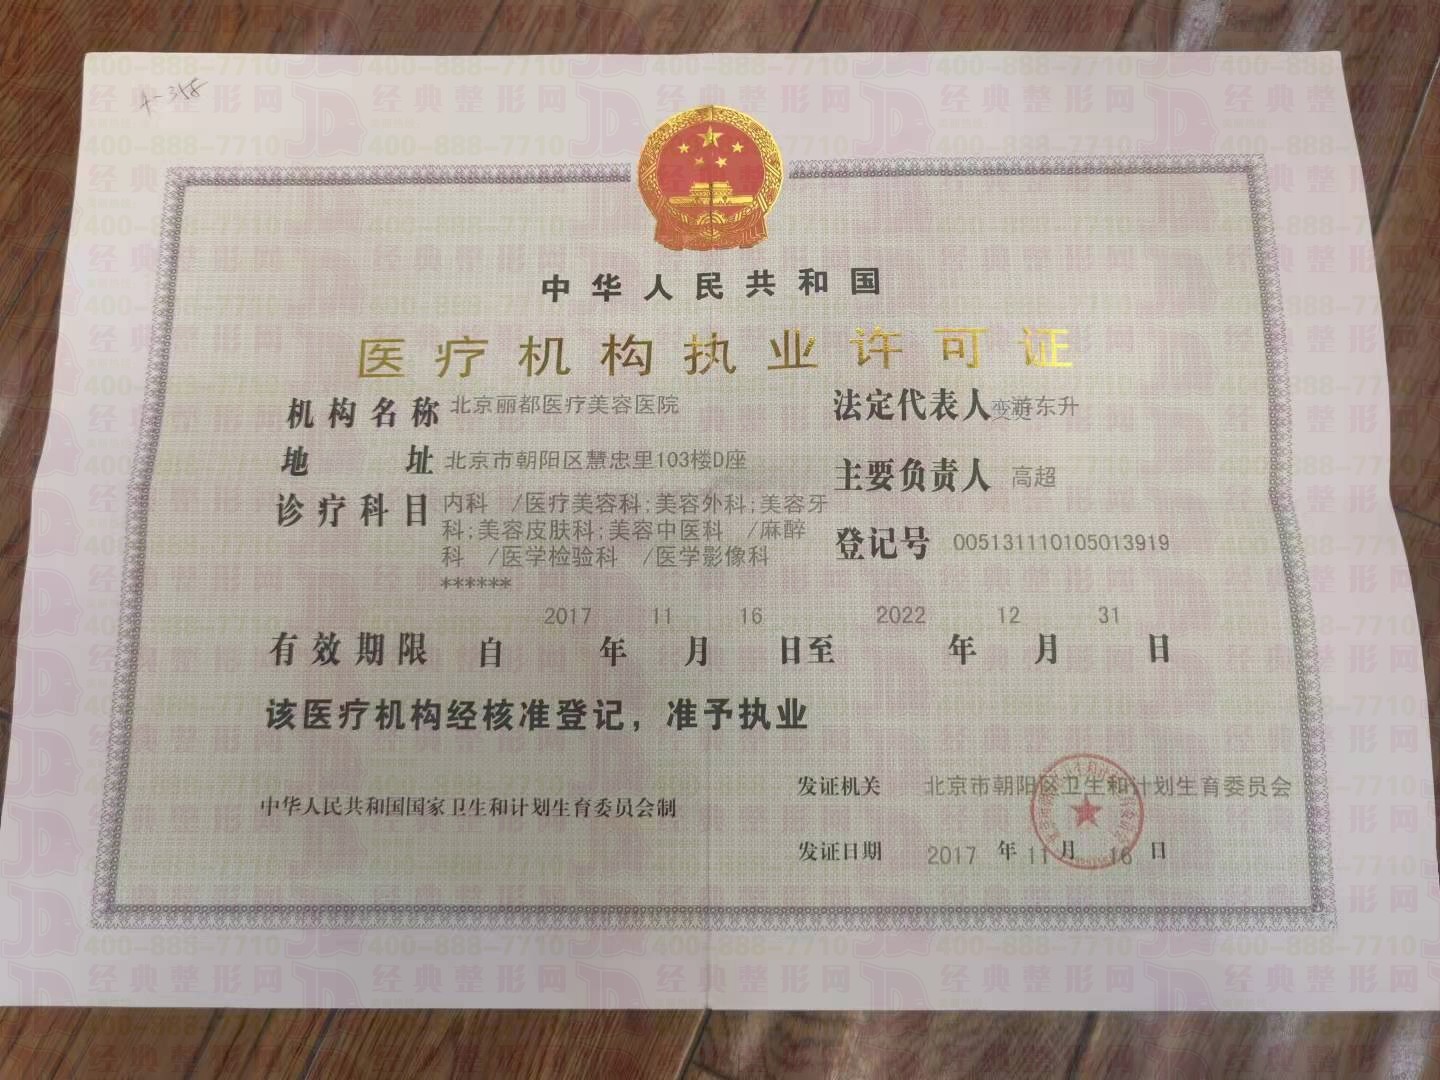 A-358
中华人民共和国
医疗机构执业许可证
机构名称 北京丽都医疗美容医院
法定代表人 游东升
地址 北京市朝阳区慧忠里103楼D座
主要负责人 高超
诊疗科目 内科 /医疗美容科;美容外科;美容牙
科;美容皮肤科;美容中医科 /麻醉
科 /医学检验科 /医学影像科
******
登记号 005131110105013919
有效期限 自 2017 年 11 月 16 日至 2022 年 12 月 31 日
该医疗机构经核准登记，准予执业
中华人民共和国国家卫生和计划生育委员会制
发证机关 北京市朝阳区卫生和计划生育委员会
发证日期 2017 年 11 月 16 日
400-888-7710
经典整形网